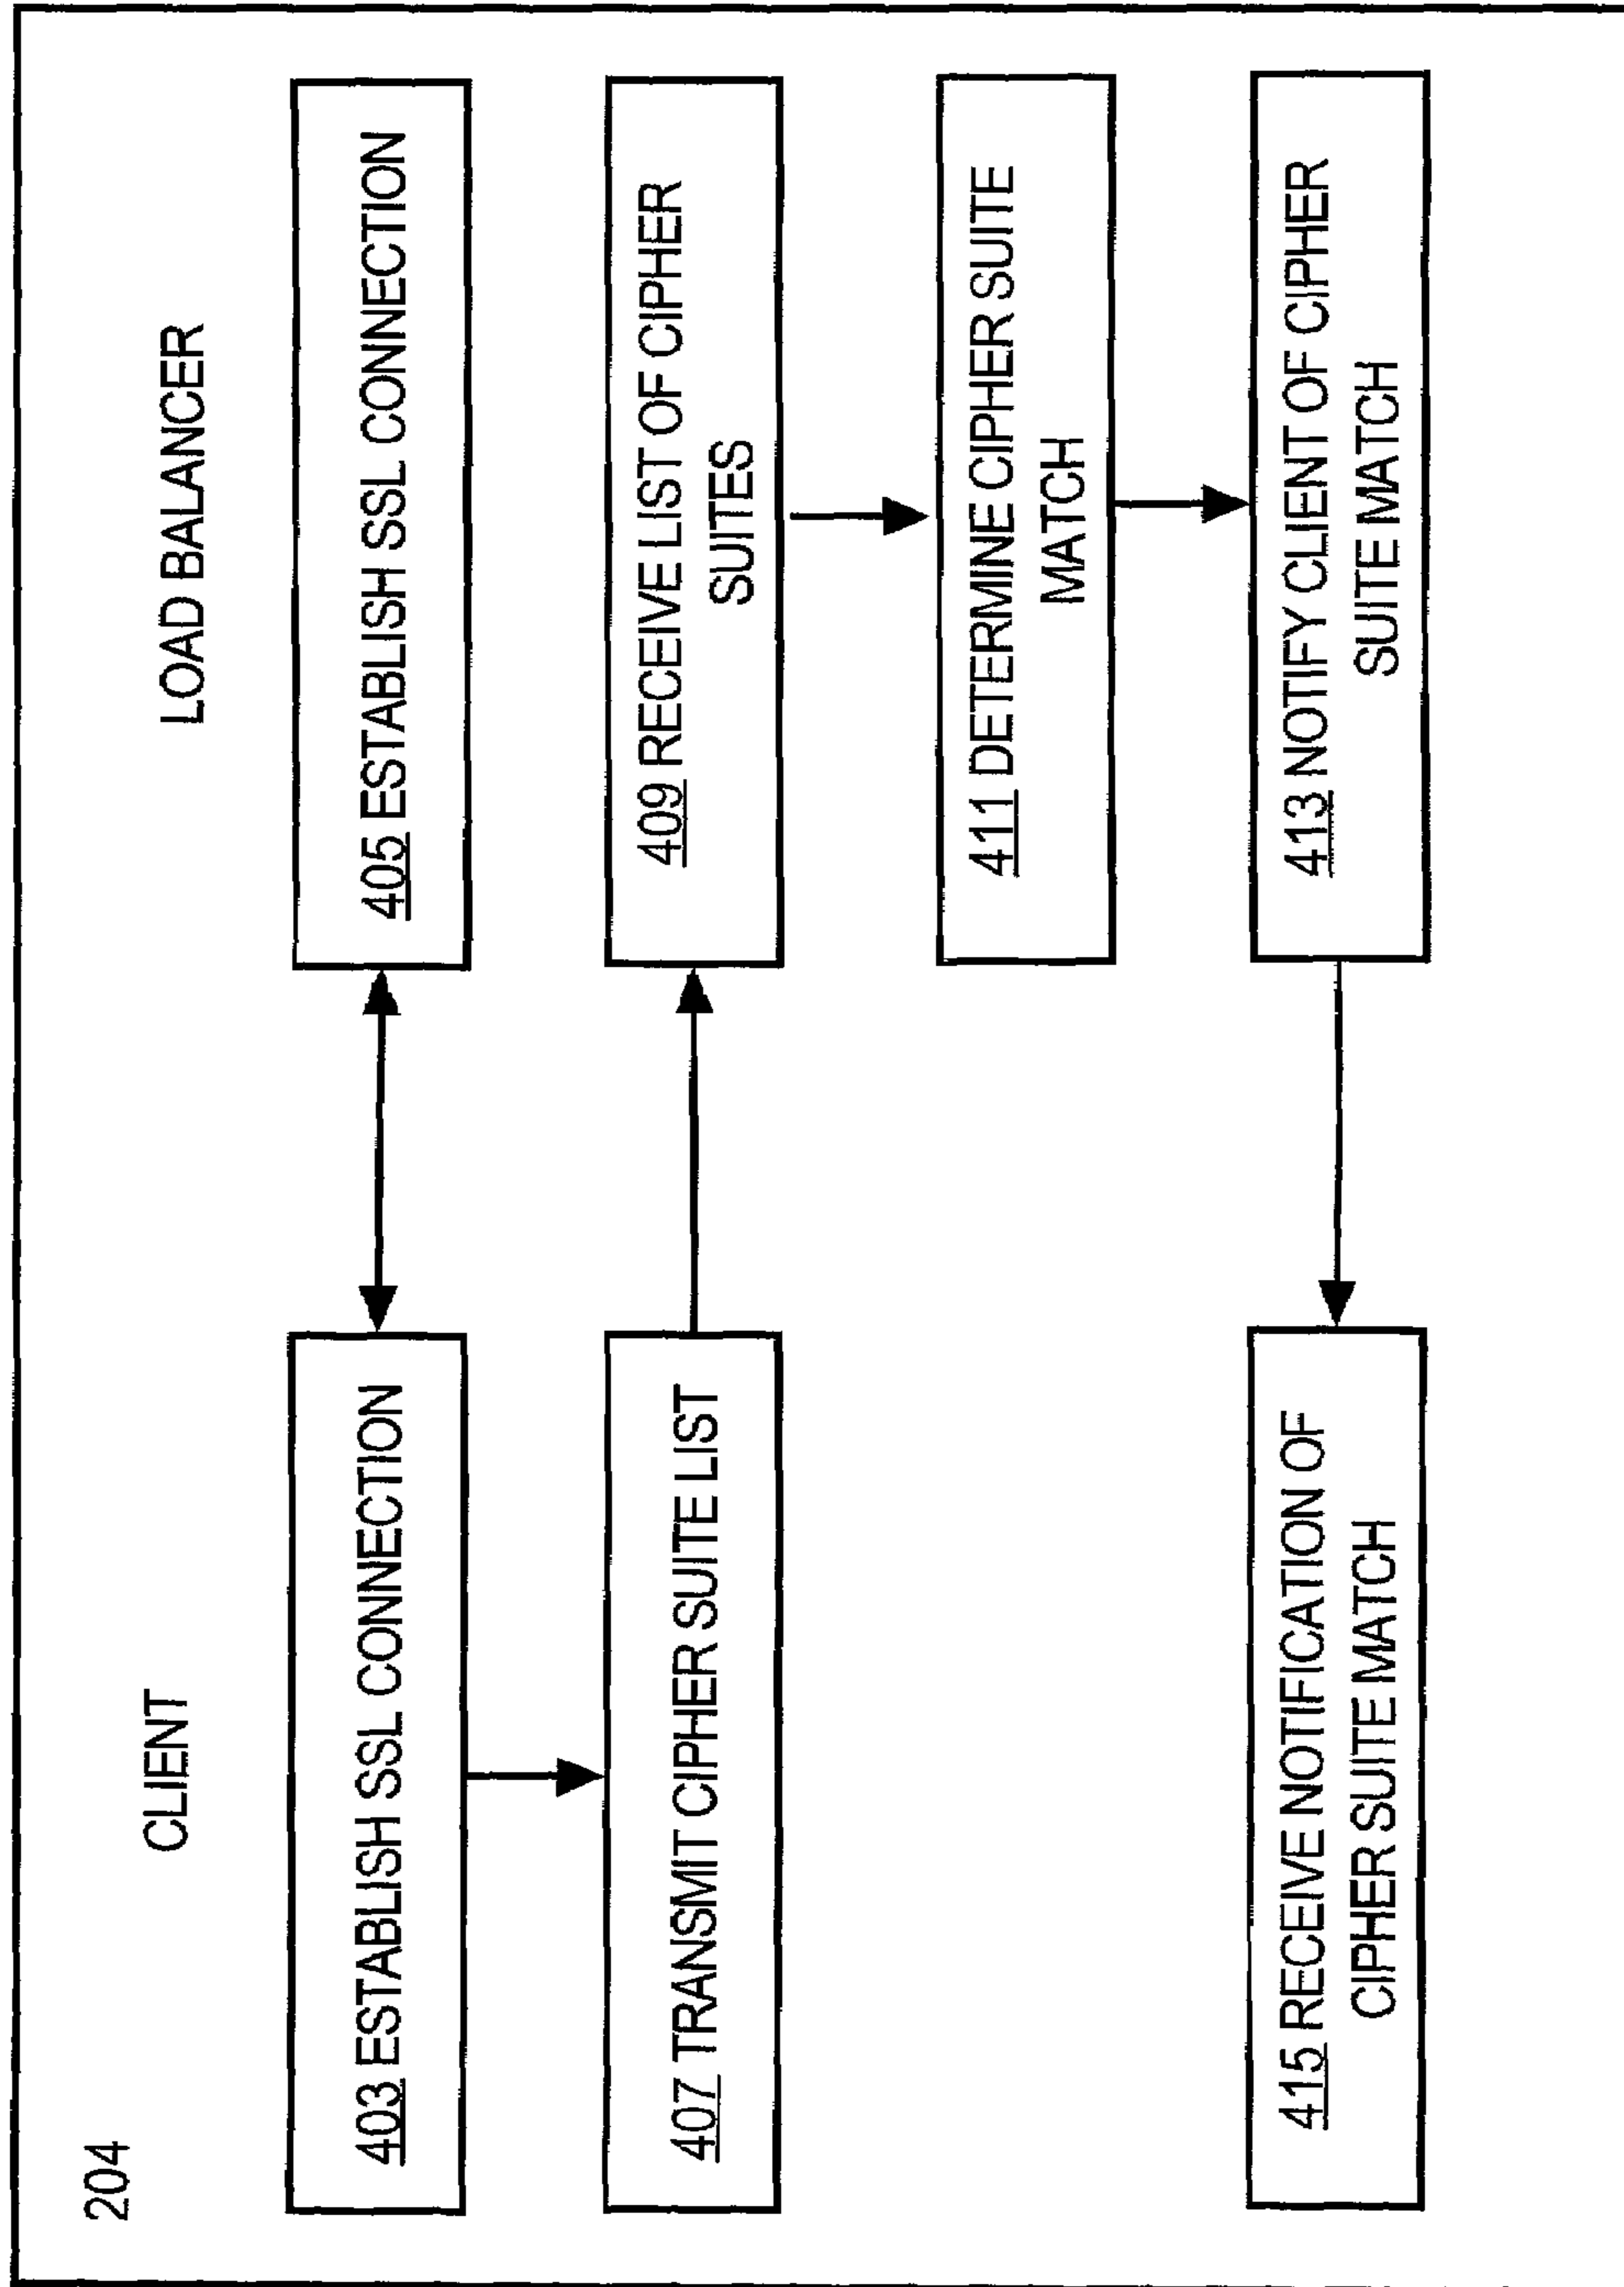 204
CLIENT
LOAD BALANCER
403 ESTABLISH SSL CONNECTION
405 ESTABLISH SSL CONNECTION
407 TRANSMIT CIPHER SUITE LIST
409 RECEIVE LIST OF CIPHER
SUITES
411 DETERMINE CIPHER SUITE
MATCH
413 NOTIFY CLIENT OF CIPHER
SUITE MATCH
415 RECEIVE NOTIFICATION OF
CIPHER SUITE MATCH